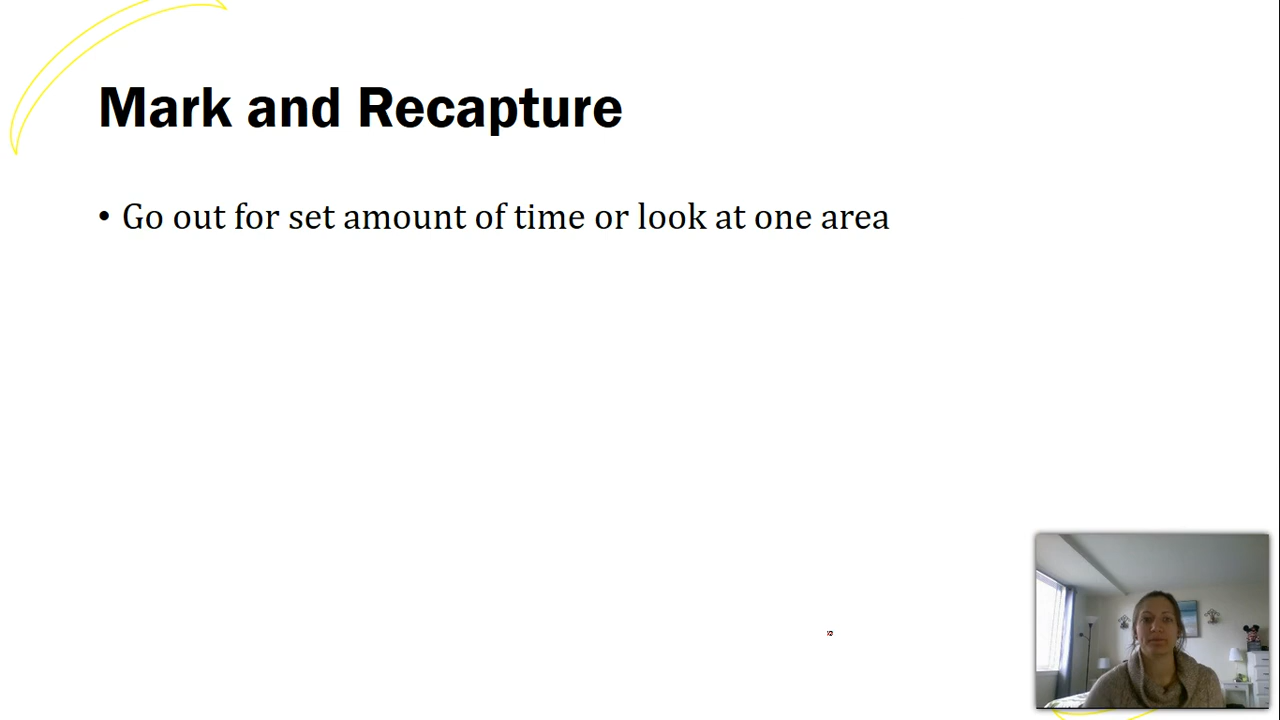 Mark and Recapture
• Go out for set amount of time or look at one area